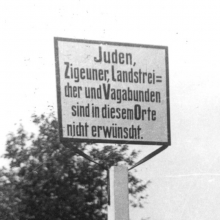 Juden,
Zigeuner, Landstrei=
cher und Vagabunden
sind in diesem Orte
nicht erwünscht.